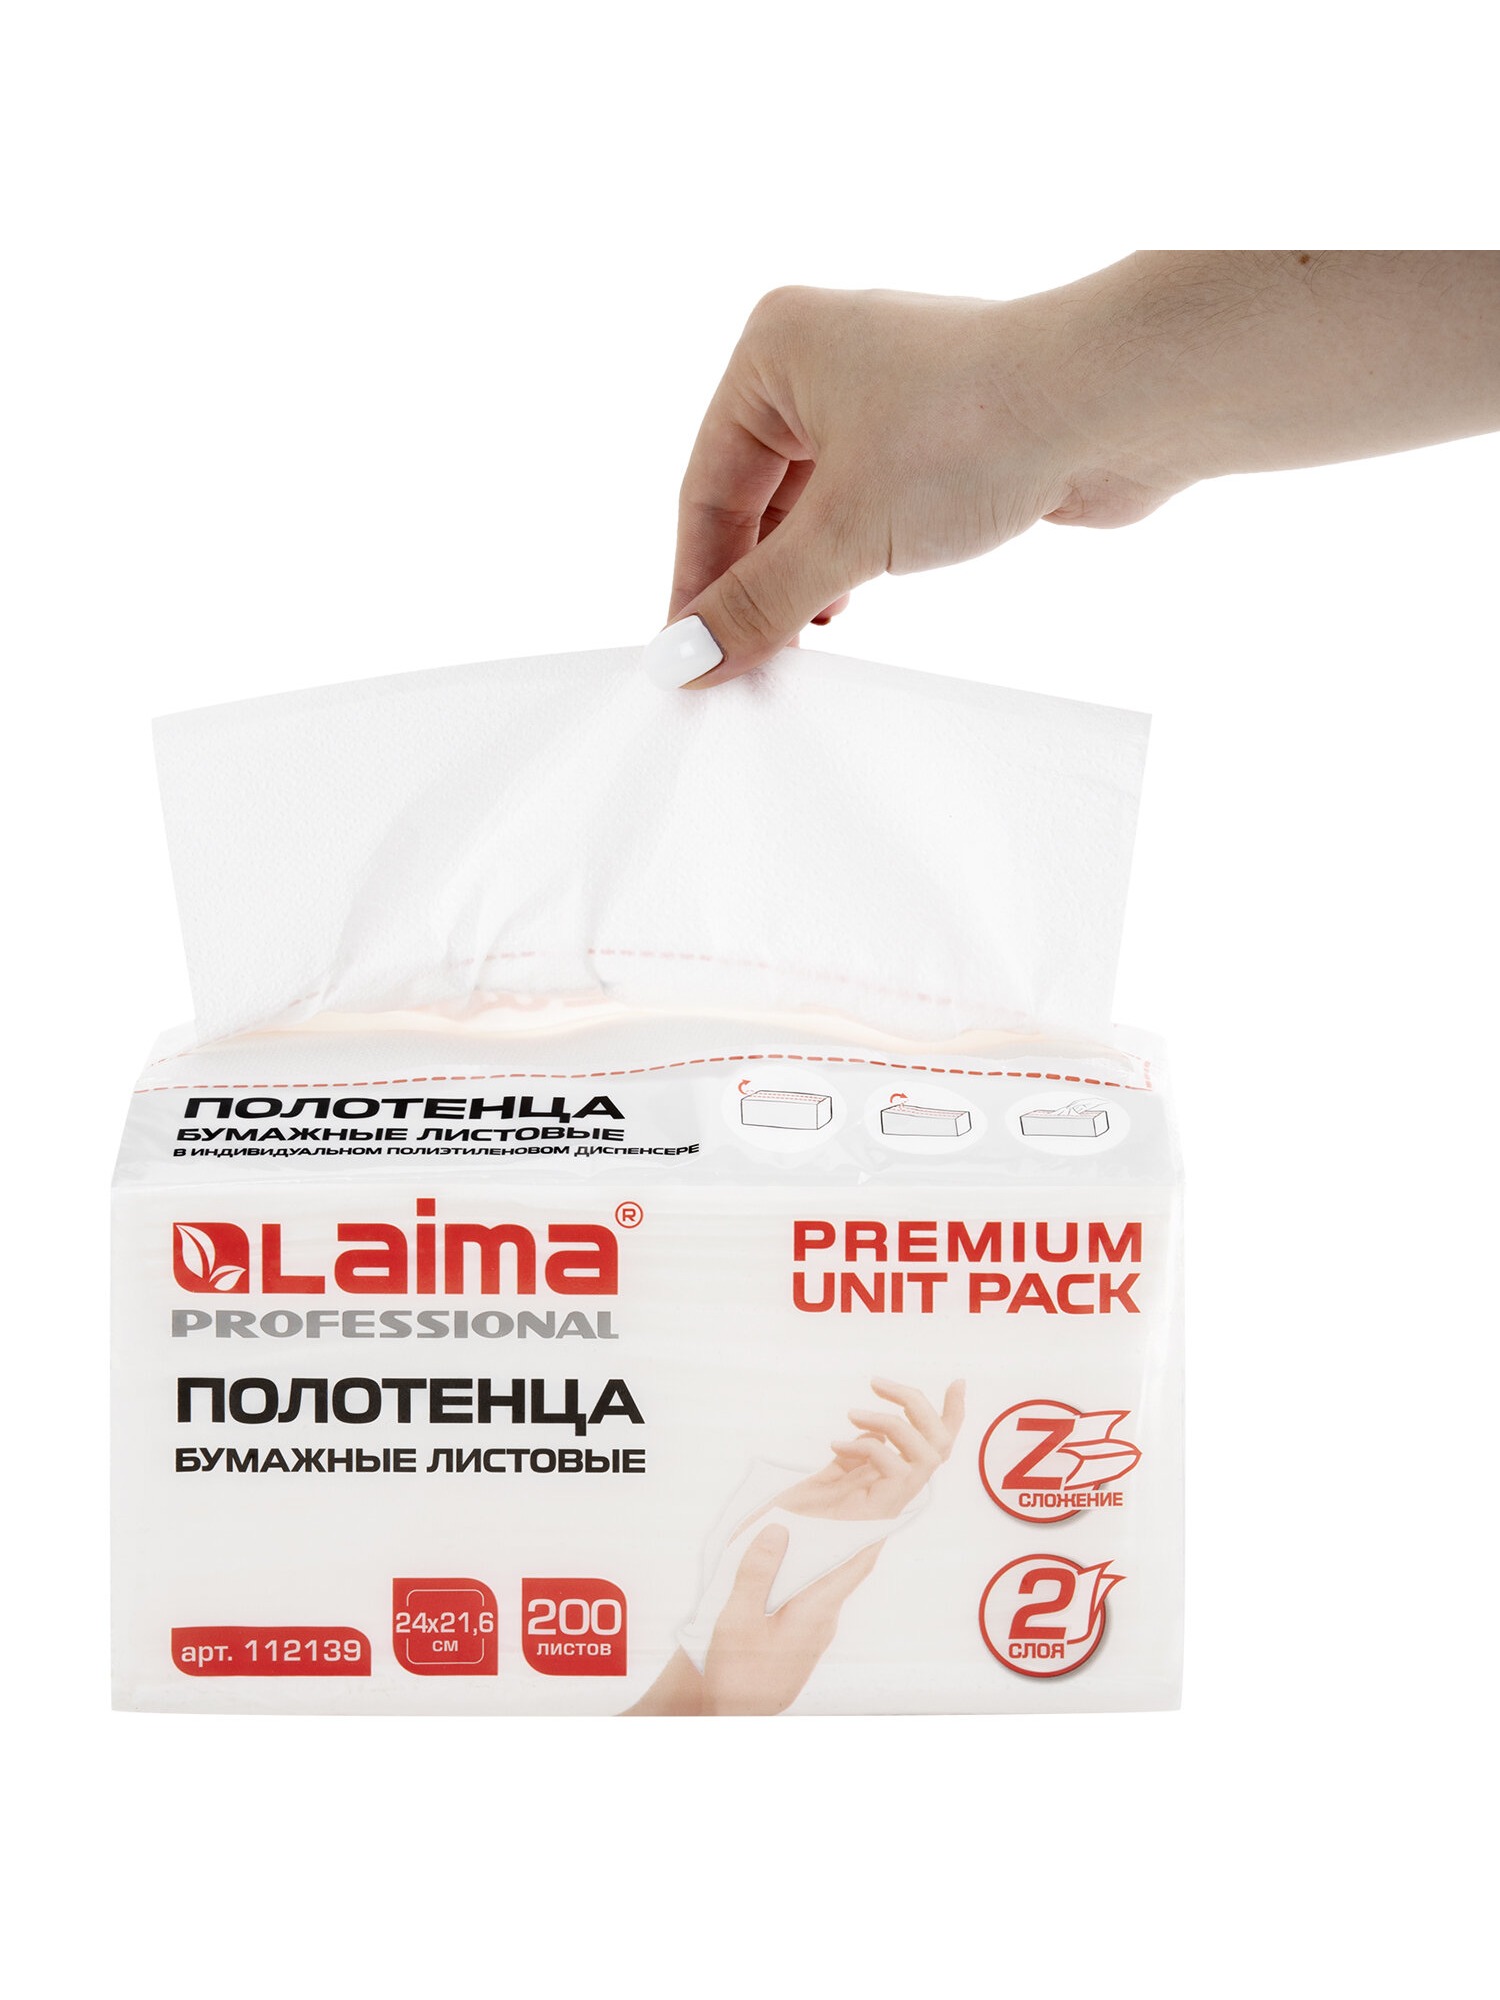 ПОЛОТЕНЦА
БУМАЖНЫЕ ЛИСТОВЫЕ
В ИНДИВИДУАЛЬНОМ ПОЛИЭТИЛЕНОВОМ ДИСПЕНСЕРЕ
Laima®
PROFESSIONAL
PREMIUM
UNIT PACK
ПОЛОТЕНЦА
БУМАЖНЫЕ ЛИСТОВЫЕ
Z
СЛОЖЕНИЕ
2
СЛОЯ
арт. 112139
24х21,6
СМ
200
ЛИСТОВ